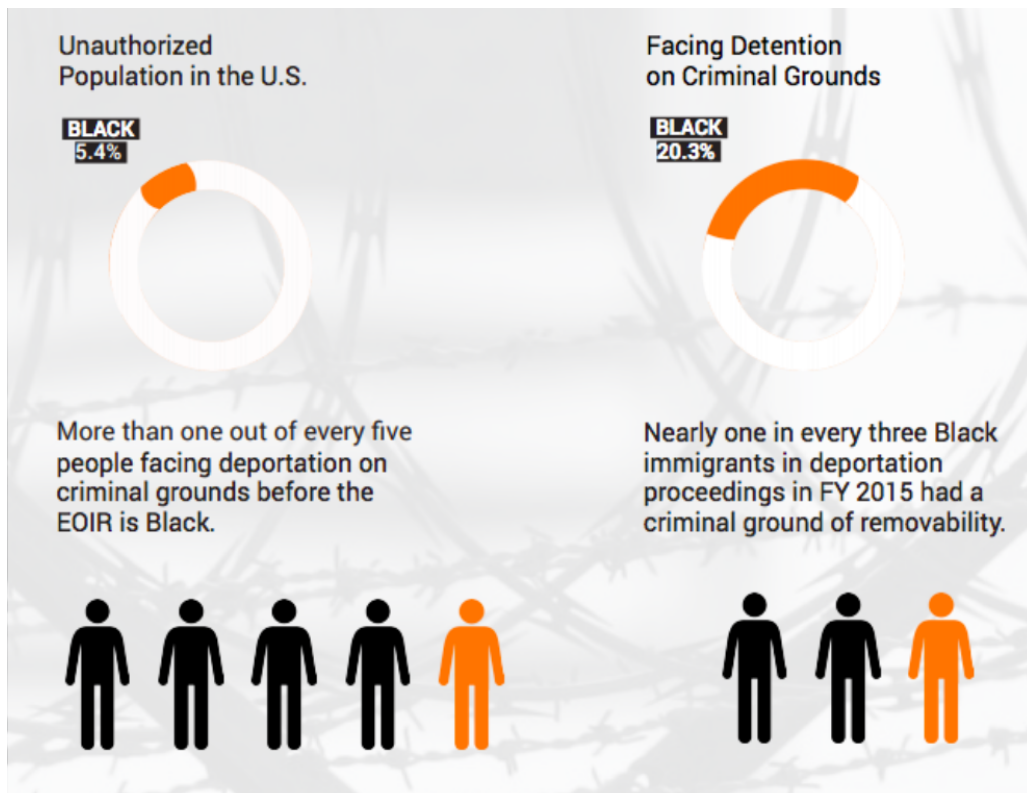 Unauthorized
Population in the U.S.
BLACK
5.4%
More than one out of every five
people facing deportation on
criminal grounds before the
EOIR is Black.
Facing Detention
on Criminal Grounds
BLACK
20.3%
Nearly one in every three Black
immigrants in deportation
proceedings in FY 2015 had a
criminal ground of removability.